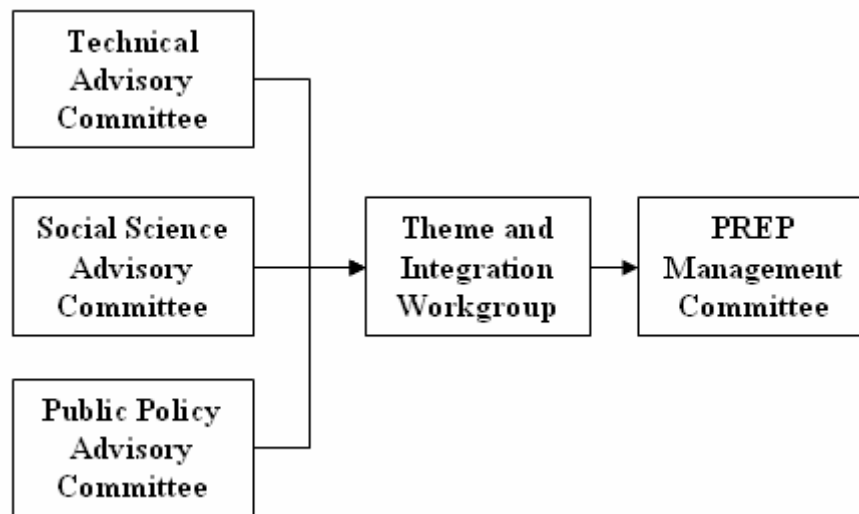 Technical
Advisory
Committee
Social Science
Advisory
Committee
Public Policy
Advisory
Committee
Theme and
Integration
Workgroup
PREP
Management
Committee